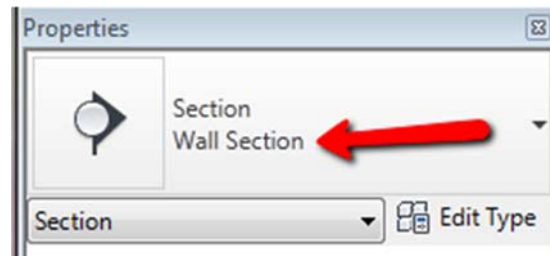 Properties
Section
Wall Section
Section
Edit Type